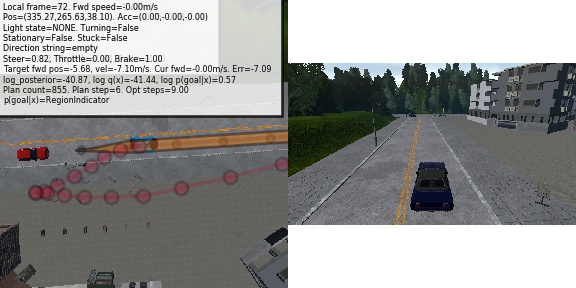 Local frame=72. Fwd speed=-0.00m/s
Pos=(335.27,265.63,38.10). Acc=(0.00,-0.00,-0.00)
Light state=NONE. Turning=False
Stationary=False. Stuck=False
Direction string=empty
Steer=0.82, Throttle=0.00, Brake=1.00
Target fwd pos=-5.68, vel=-7.10m/s. Cur fwd=-0.00m/s. Err=-7.09
log_posterior=-40.87, log q(x)=-41.44, log p(goal|x)=0.57
Plan count=855. Plan step=6. Opt steps=9.00
p(goal|x)=RegionIndicator